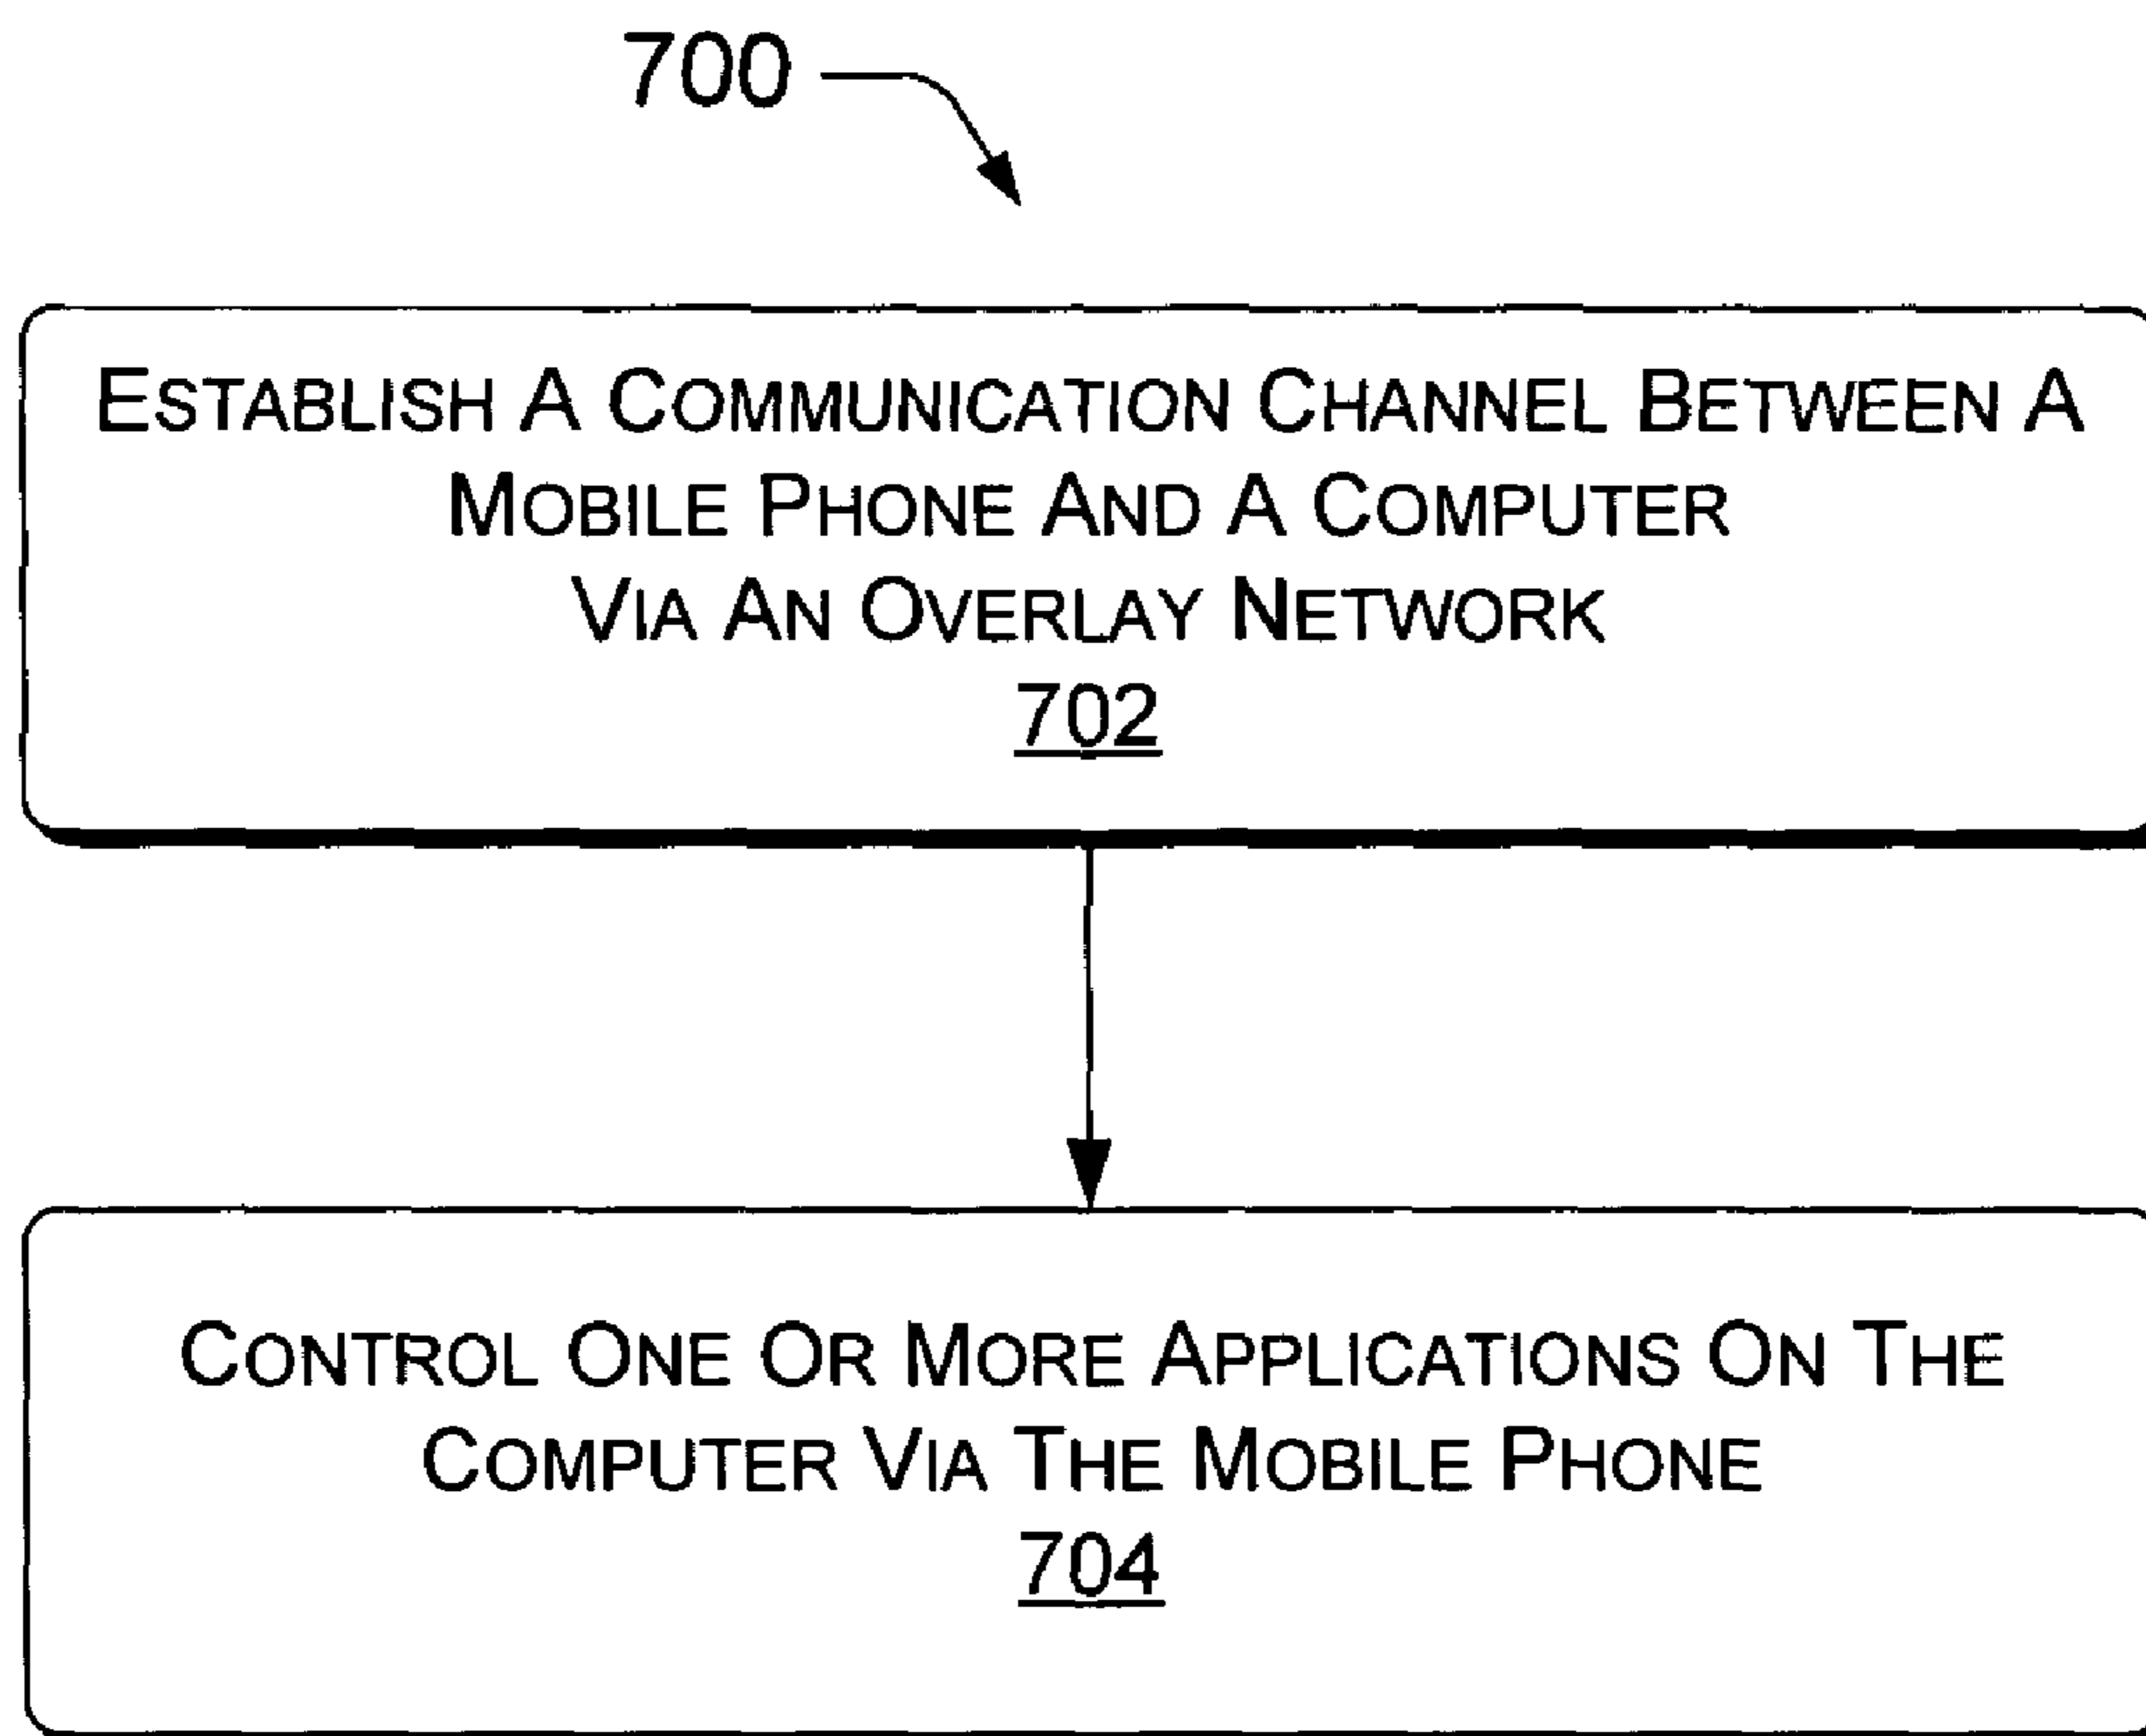 700
ESTABLISH A COMMUNICATION CHANNEL BETWEEN A
MOBILE PHONE AND A COMPUTER
VIA AN OVERLAY NETWORK
702
CONTROL ONE OR MORE APPLICATIONS ON THE
COMPUTER VIA THE MOBILE PHONE
704